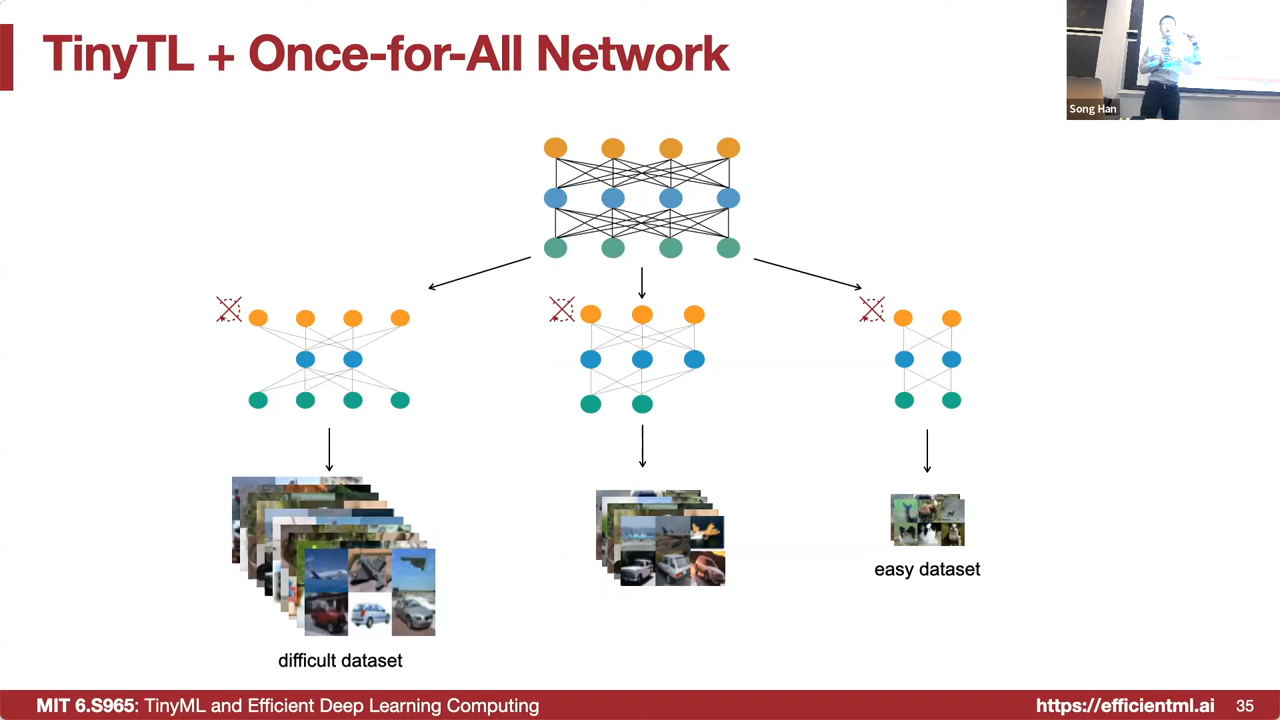 TinyTL + Once-for-All Network
Song Han
easy dataset
difficult dataset
MIT 6.S965: TinyML and Efficient Deep Learning Computing
https://efficientml.ai
35